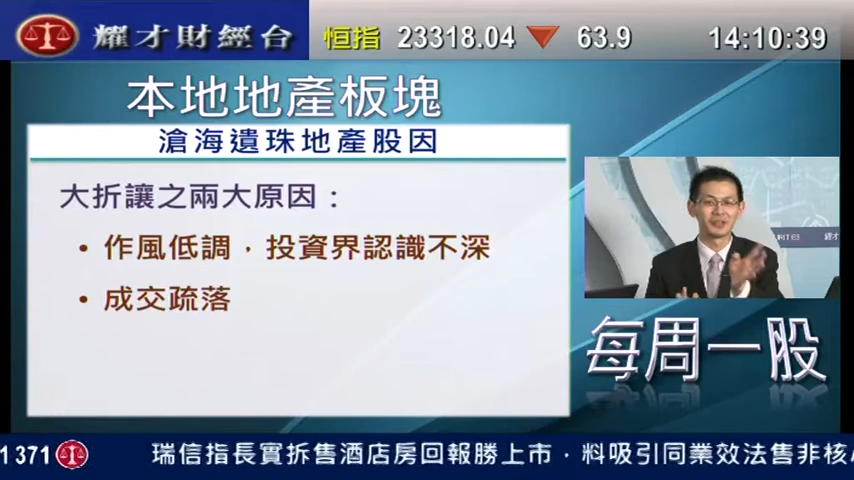 耀才財經台
恒指 23318.04 63.9 14:10:39
本地地產板塊
滄海遺珠地產股因
大折讓之兩大原因：
• 作風低調，投資界認識不深
• 成交疏落
每周一股
1371 瑞信指長實拆售酒店房回報勝上市，料吸引同業效法售非核